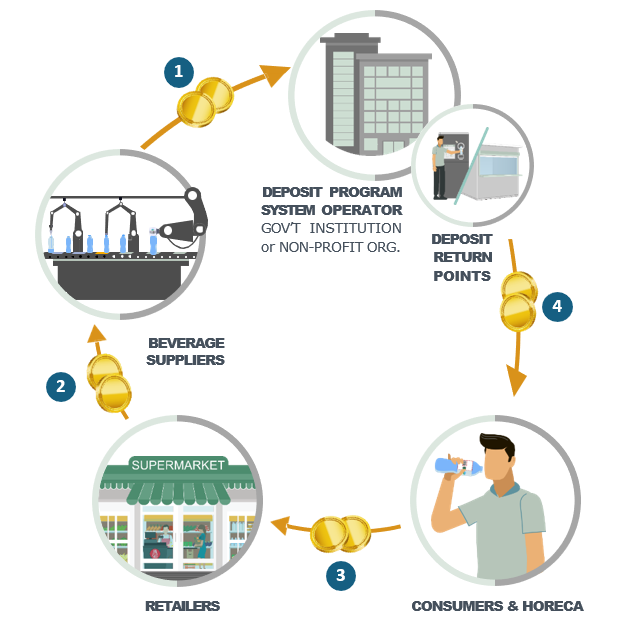 1
DEPOSIT PROGRAM
SYSTEM OPERATOR
GOV'T INSTITUTION
or NON-PROFIT ORG.
DEPOSIT
RETURN
POINTS
4
BEVERAGE
SUPPLIERS
2
SUPERMARKET
3
RETAILERS
CONSUMERS & HORECA